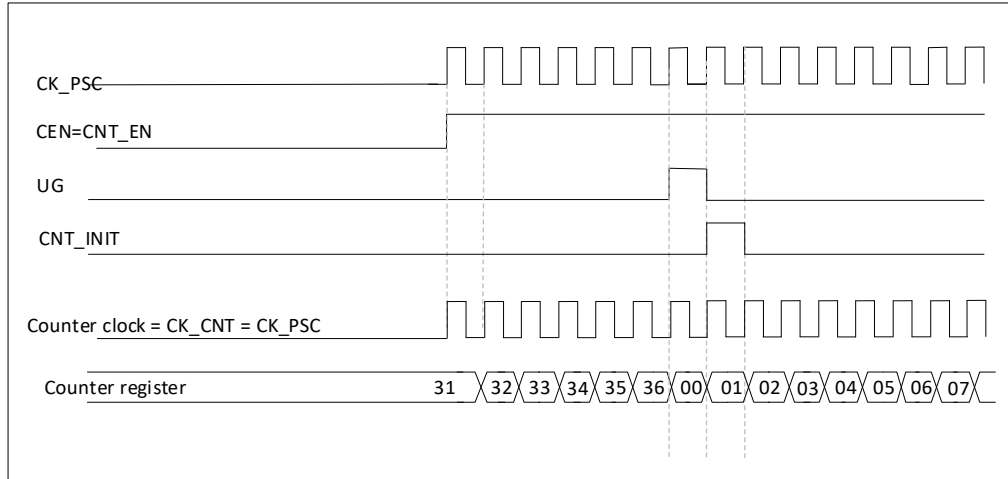 CK_PSC
CEN=CNT_EN
UG
CNT_INIT
Counter clock = CK_CNT = CK_PSC
Counter register 31 32 33 34 35 36 00 01 02 03 04 05 06 07